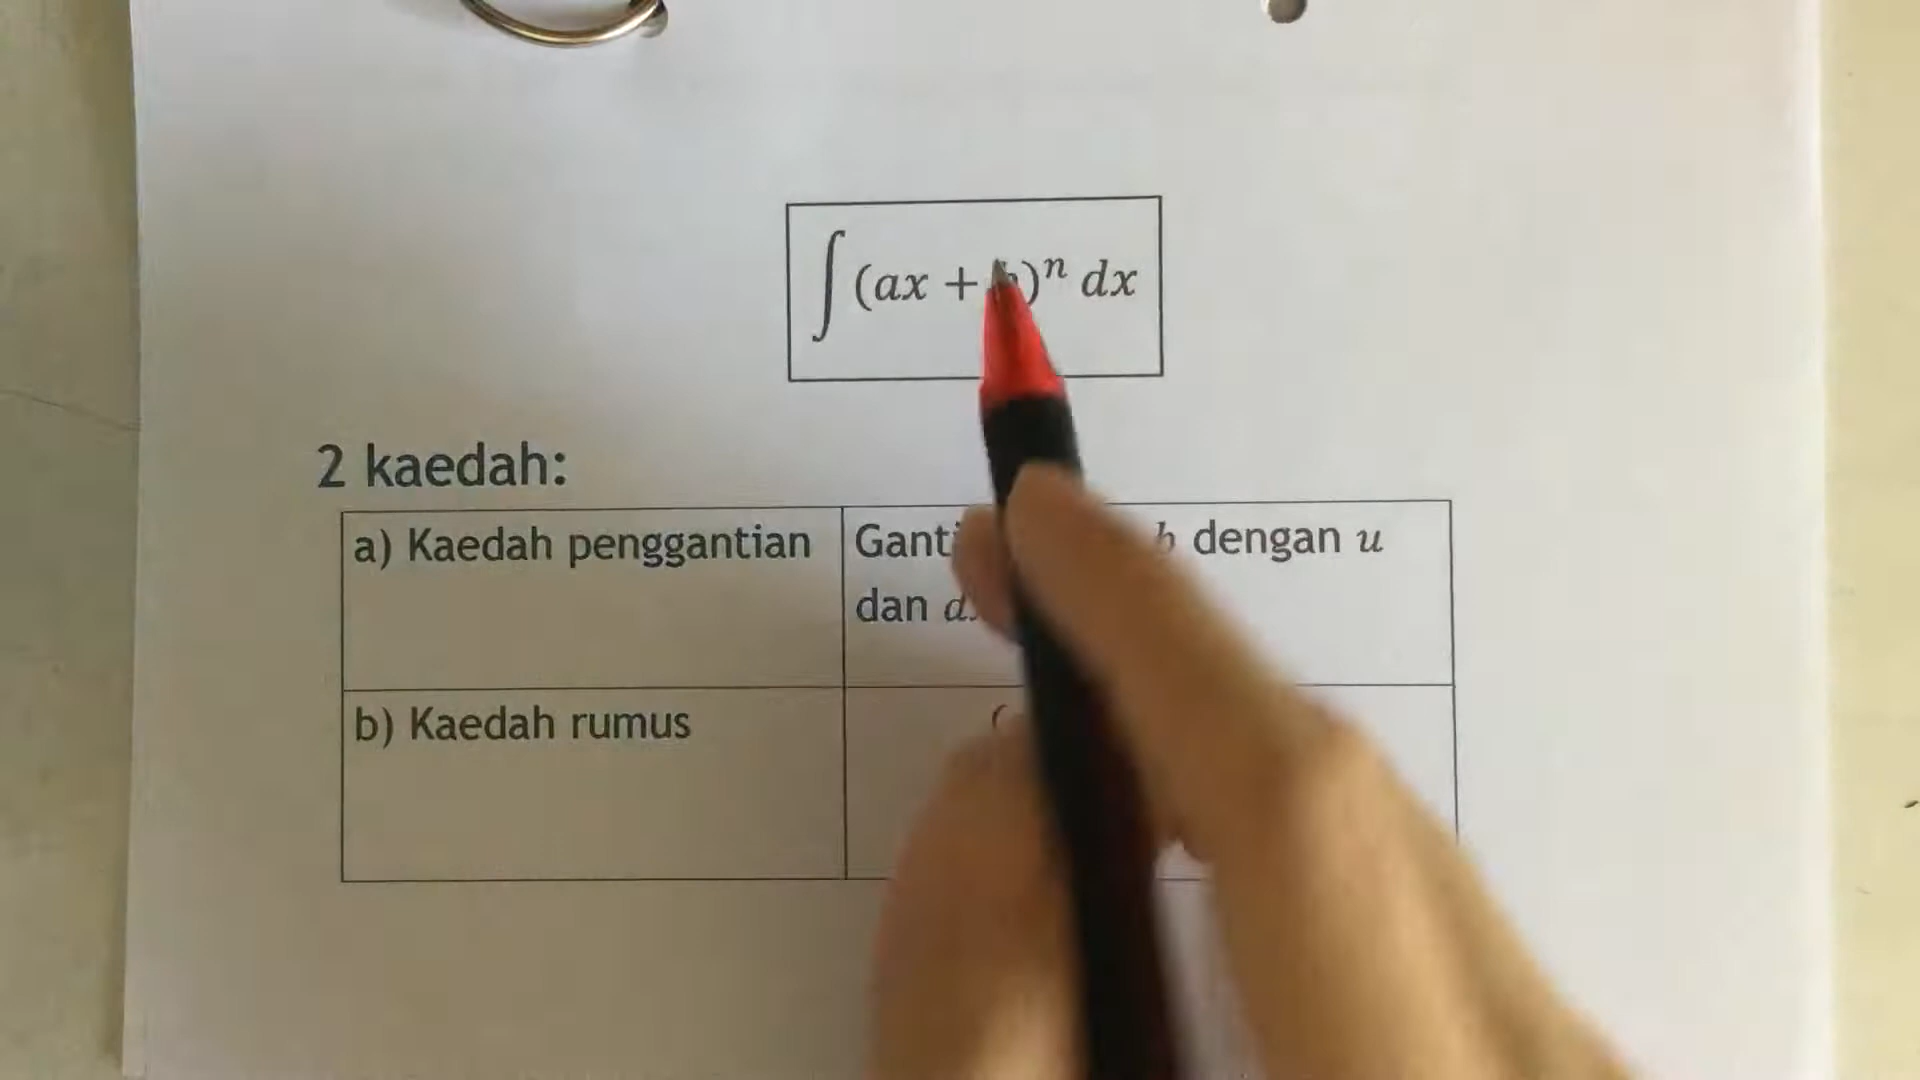 ∫(ax + b)ⁿ dx
2 kaedah:
a) Kaedah penggantian
Ganti b dengan u
dan
b) Kaedah rumus
(